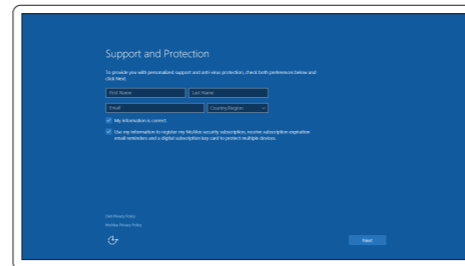 Support and Protection
To provide you with personalized support and anti-virus protection, check both preferences below and
click Next.
First Name
Last Name
Email
Country/Region
My information is correct.
Use my information to register my McAfee security subscription, receive subscription expiration
email reminders and a digital subscription key card to protect multiple devices.
Dell Privacy Policy
McAfee Privacy Policy
Next